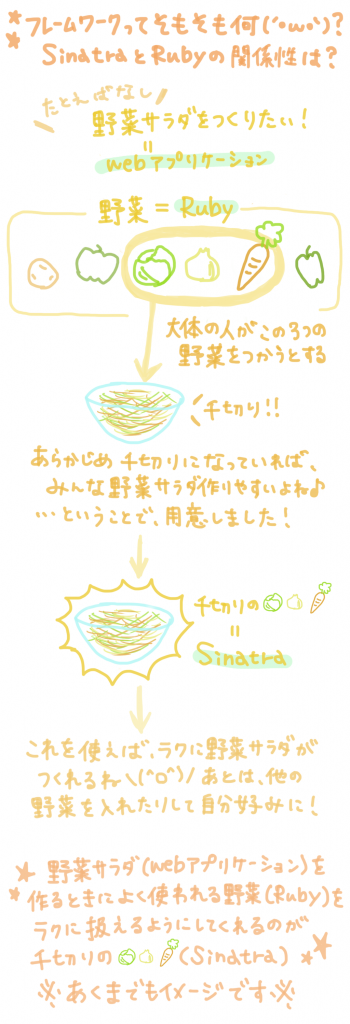 フレームワークってそもそも何(´・ω・`)?
SinatraとRubyの関係性は?
たとえばなし
野菜サラダをつくりたい!
=
webアプリケーション
野菜 = Ruby
大体の人がこの3つの
野菜をつかうとする
千切り!!
あらかじめ千切りになっていれば、
みんな野菜サラダ作りやすいよね♪
…ということで、用意しました!
千切りの
=
Sinatra
これを使えば、ラクに野菜サラダが
つくれるね\(^o^)/あとは、他の
野菜を入れたりして自分好みに!
野菜サラダ(webアプリケーション)を
作るときによく使われる野菜(Ruby)を
ラクに扱えるようにしてくれるのが
千切りの(Sinatra)
※あくまでもイメージです※